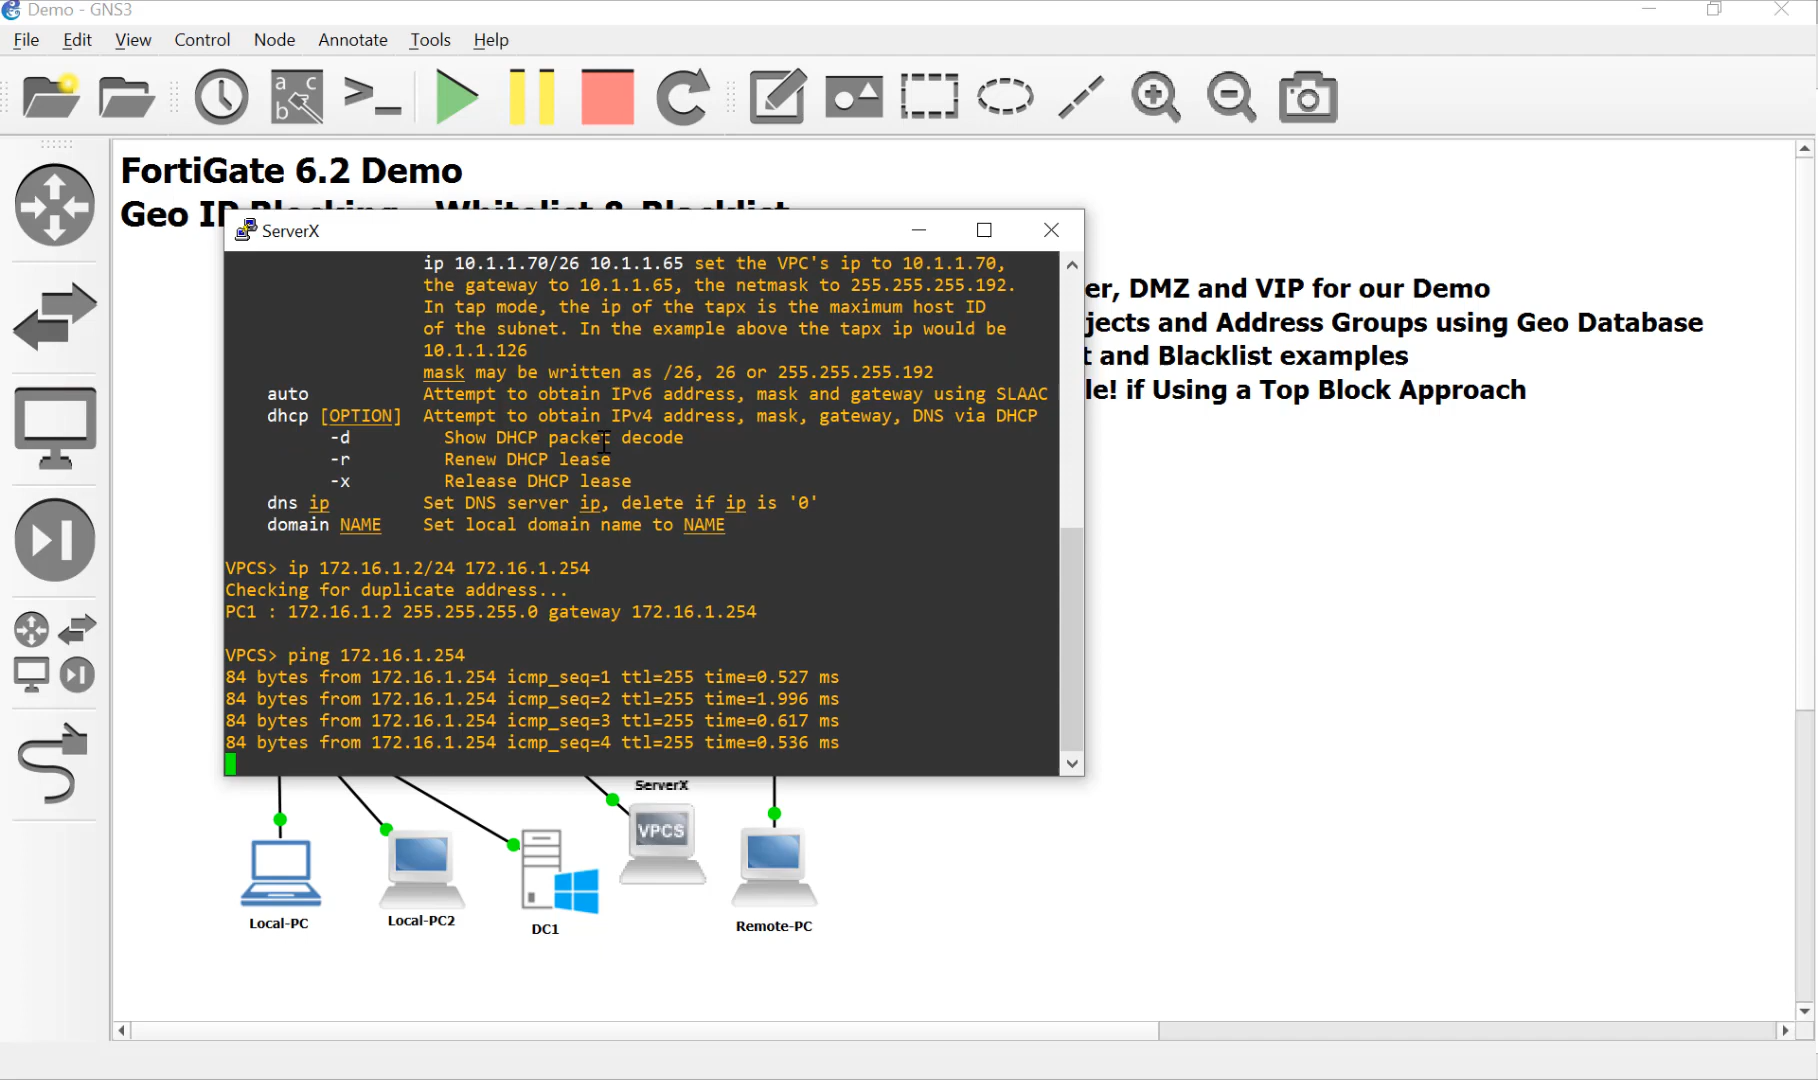 Demo - GNS3
File Edit View Control Node Annotate Tools Help
a c
b
>_
FortiGate 6.2 Demo
Geo IP Blocking - Whitelist & Blacklist
ServerX
ip 10.1.1.70/26 10.1.1.65 set the VPC's ip to 10.1.1.70,
the gateway to 10.1.1.65, the netmask to 255.255.255.192.
In tap mode, the ip of the tapx is the maximum host ID
of the subnet. In the example above the tapx ip would be
10.1.1.126
mask may be written as /26, 26 or 255.255.255.192
auto Attempt to obtain IPv6 address, mask and gateway using SLAAC
dhcp [OPTION] Attempt to obtain IPv4 address, mask, gateway, DNS via DHCP
-d Show DHCP packet decode
-r Renew DHCP lease
-x Release DHCP lease
dns ip Set DNS server ip, delete if ip is '0'
domain NAME Set local domain name to NAME
VPCS> ip 172.16.1.2/24 172.16.1.254
Checking for duplicate address...
PC1 : 172.16.1.2 255.255.255.0 gateway 172.16.1.254
VPCS> ping 172.16.1.254
84 bytes from 172.16.1.254 icmp_seq=1 ttl=255 time=0.527 ms
84 bytes from 172.16.1.254 icmp_seq=2 ttl=255 time=1.996 ms
84 bytes from 172.16.1.254 icmp_seq=3 ttl=255 time=0.617 ms
84 bytes from 172.16.1.254 icmp_seq=4 ttl=255 time=0.536 ms
er, DMZ and VIP for our Demo
jects and Address Groups using Geo Database
t and Blacklist examples
le! if Using a Top Block Approach
ServerX
VPCS
Local-PC
Local-PC2
DC1
Remote-PC